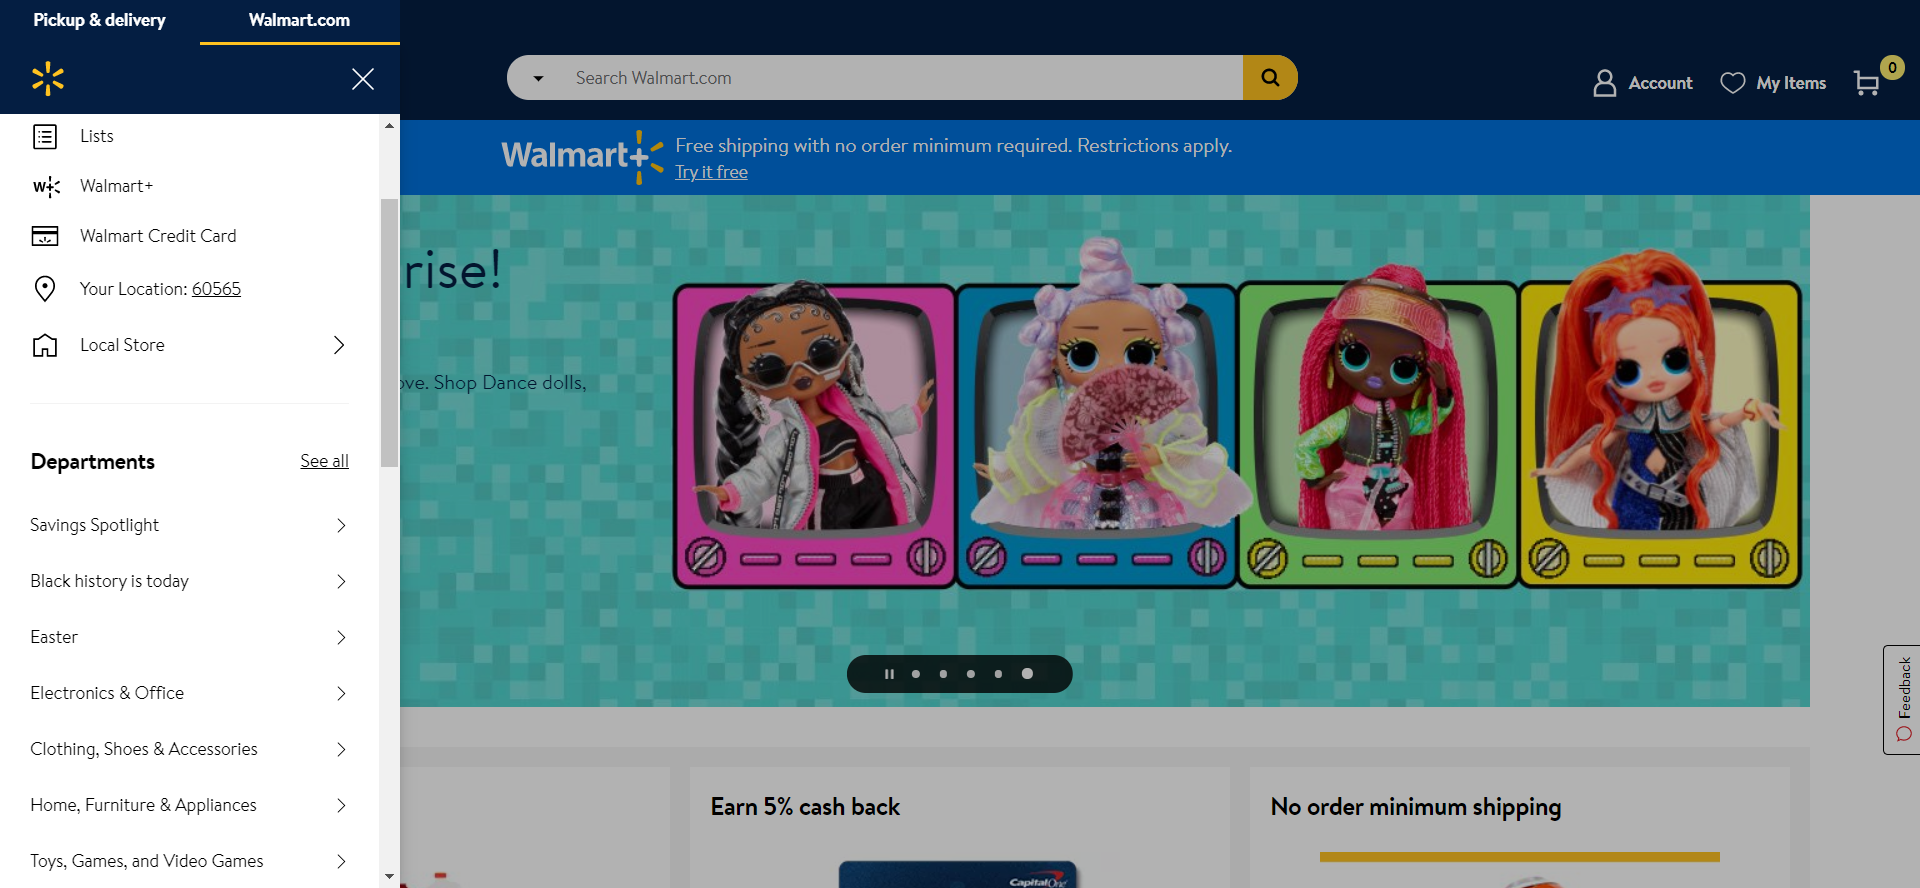 Pickup & delivery
Walmart.com
Search Walmart.com
Account
My Items
0
Walmart+
Free shipping with no order minimum required. Restrictions apply.
Try it free
Lists
W+
Walmart+
Walmart Credit Card
Your Location: 60565
Local Store
Departments
See all
Savings Spotlight
Black history is today
Easter
Electronics & Office
Clothing, Shoes & Accessories
Home, Furniture & Appliances
Toys, Games, and Video Games
rise!
ove. Shop Dance dolls,
Feedback
Earn 5% cash back
Capital One
No order minimum shipping